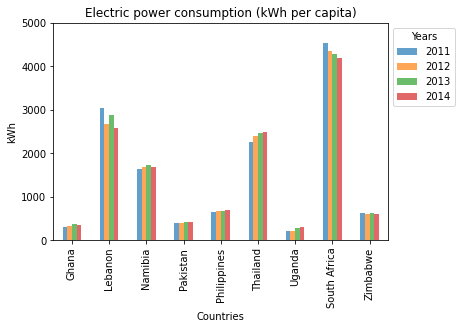 Electric power consumption (kWh per capita)
5000
4000
3000
2000
1000
0
kWh
Years
2011
2012
2013
2014
Ghana
Lebanon
Namibia
Pakistan
Philippines
Thailand
Uganda
South Africa
Zimbabwe
Countries